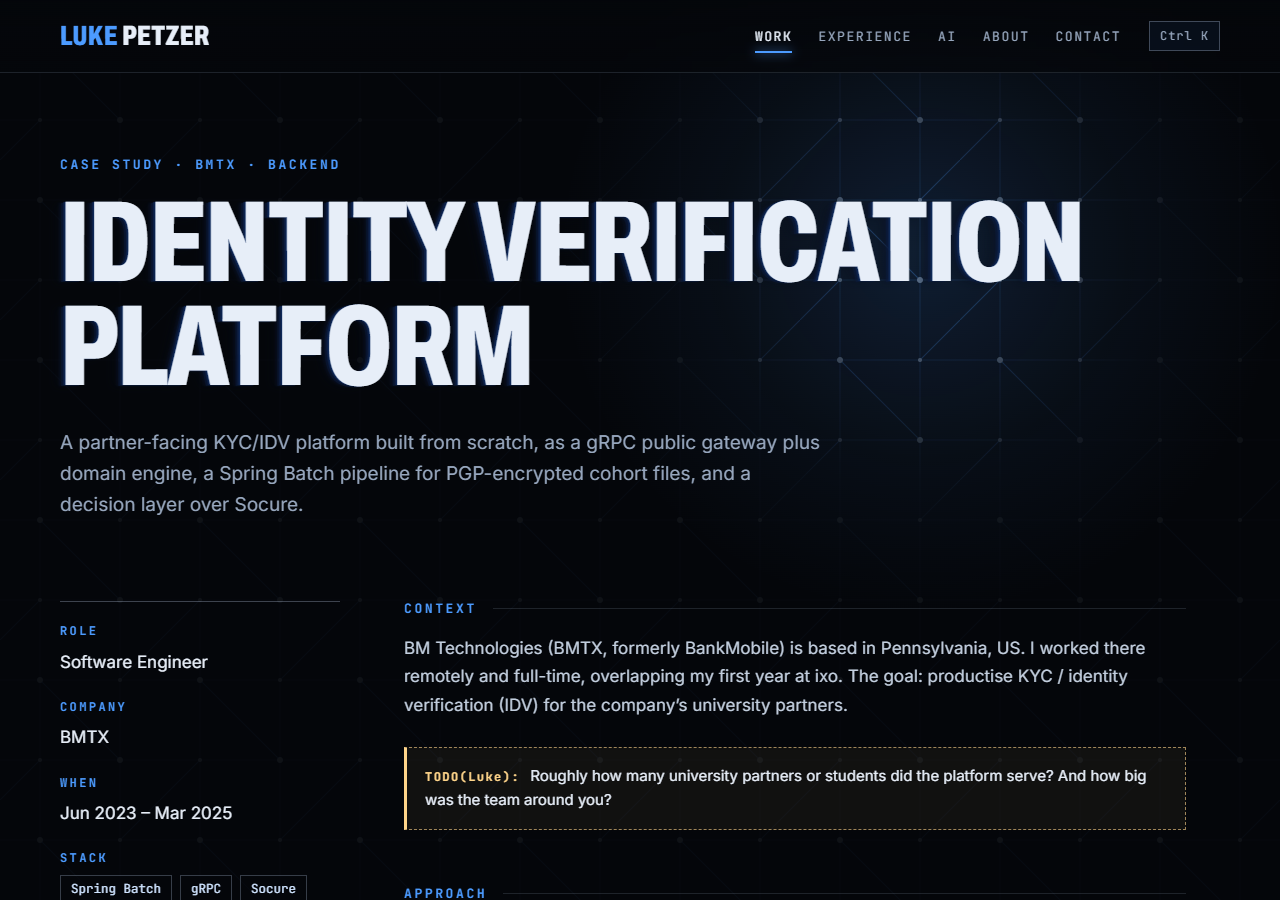 LUKE PETZER
WORK EXPERIENCE AI ABOUT CONTACT Ctrl K
CASE STUDY · BMTX · BACKEND
IDENTITY VERIFICATION
PLATFORM
A partner-facing KYC/IDV platform built from scratch, as a gRPC public gateway plus
domain engine, a Spring Batch pipeline for PGP-encrypted cohort files, and a
decision layer over Socure.
ROLE
Software Engineer
COMPANY
BMTX
WHEN
Jun 2023 – Mar 2025
STACK
Spring Batch gRPC Socure
CONTEXT
BM Technologies (BMTX, formerly BankMobile) is based in Pennsylvania, US. I worked there
remotely and full-time, overlapping my first year at ixo. The goal: productise KYC / identity
verification (IDV) for the company’s university partners.
TODO(Luke): Roughly how many university partners or students did the platform serve? And how big
was the team around you?
APPROACH